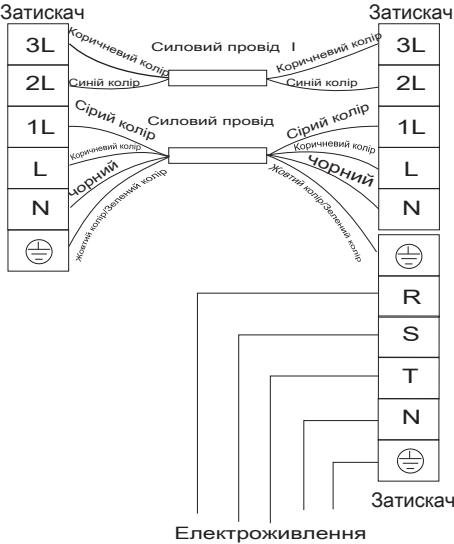 Затискач
Затискач
3L
Коричневий колір
Силовий провід I
Коричневий колір
3L
2L
Синій колір
Синій колір
2L
1L
Сірий колір
Силовий провід
Сірий колір
1L
L
Коричневий колір
Коричневий колір
L
N
чорний
чорний
N
Жовтий колір/Зелений колір
Жовтий колір/Зелений колір
R
S
T
N
Затискач
Електроживлення